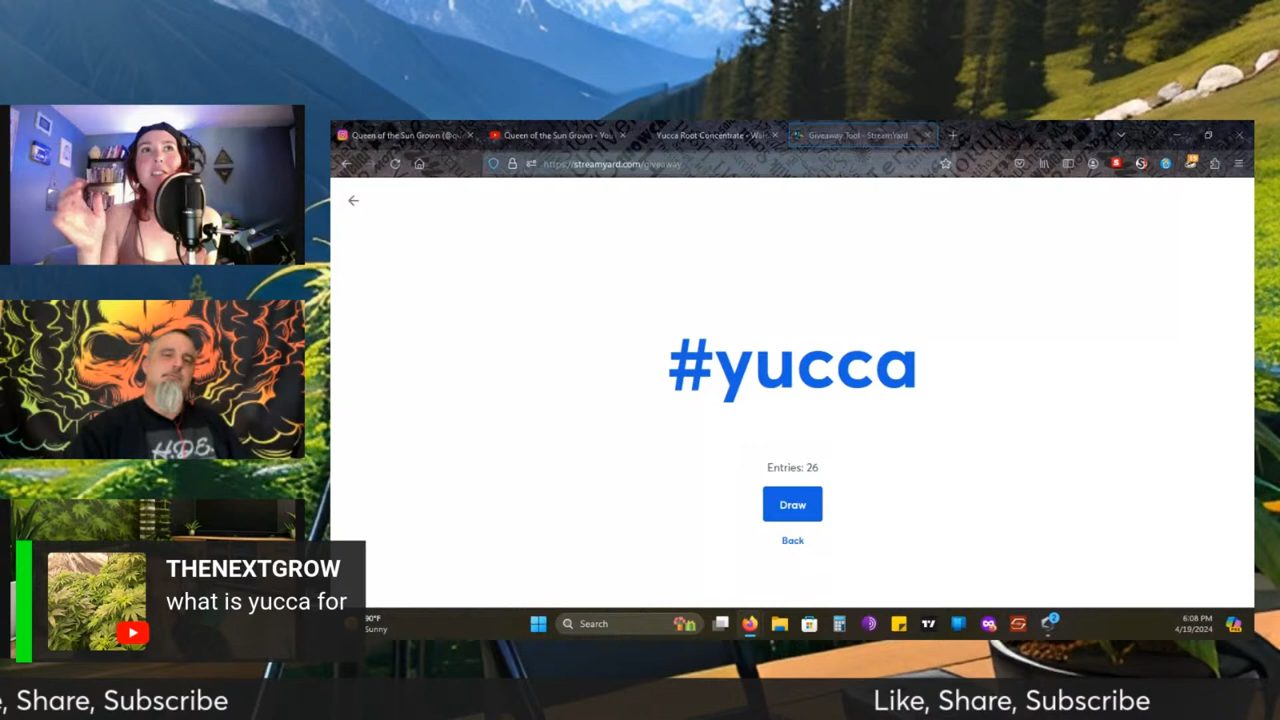 Queen of the Sun Grown (@q
Queen of the Sun Grown - You
Yucca Root Concentrate - Wa
Giveaway Tool - StreamYard
https://streamyard.com/giveaway
#yucca
Entries: 26
Draw
Back
H.DE.
THENEXTGROW
what is yucca for
90°F
Sunny
Search
6:08 PM
4/19/2024
e, Share, Subscribe
Like, Share, Subscribe